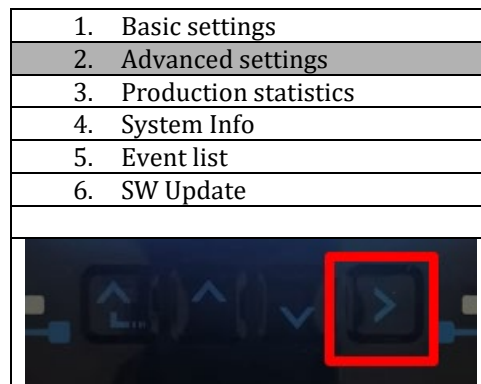 1. Basic settings
2. Advanced settings
3. Production statistics
4. System Info
5. Event list
6. SW Update